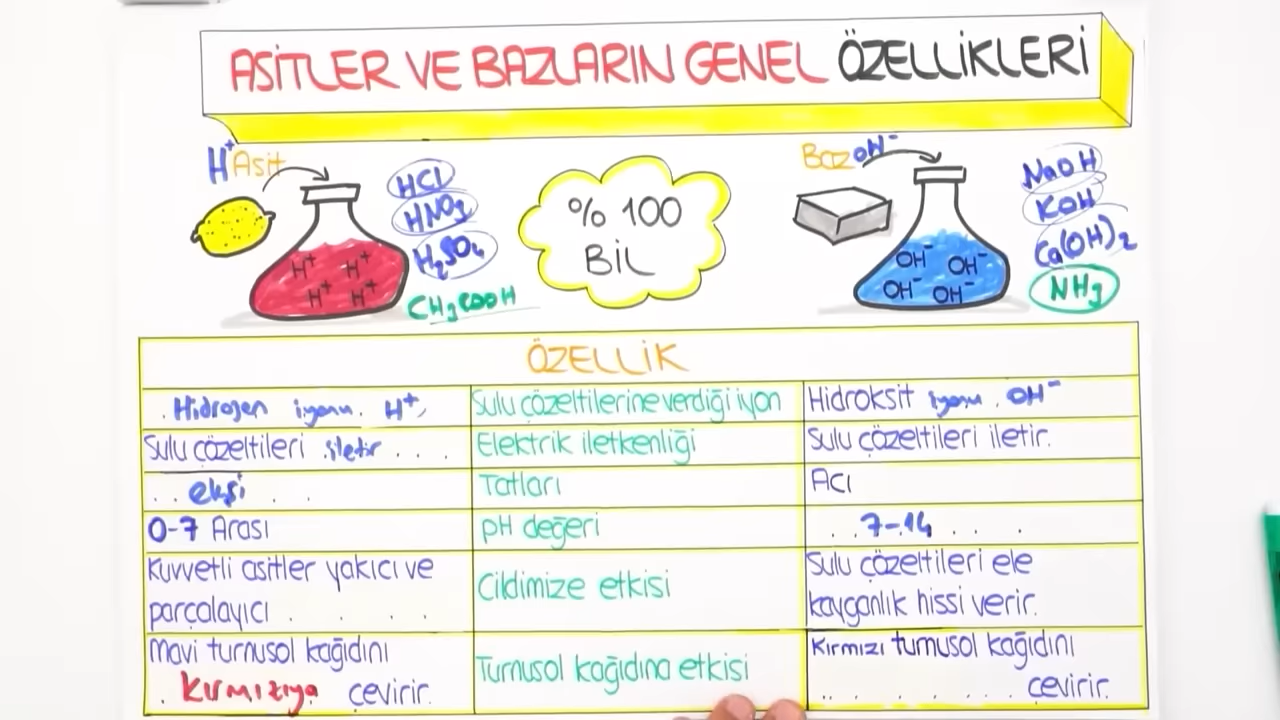 ASİTLER VE BAZLARIN GENEL ÖZELLİKLERİ
H⁺ Asit
HCl
HNO₃
H₂SO₄
CH₃COOH
H⁺ H⁺
H⁺ H⁺
% 100
BİL
Baz OH⁻
NaOH
KOH
Ca(OH)₂
NH₃
OH⁻ OH⁻
OH⁻ OH⁻
ÖZELLİK
Hidrojen iyonu. H⁺ Sulu çözeltilerine verdiği iyon Hidroksit iyonu. OH⁻
Sulu çözeltileri iletir . . . Elektrik iletkenliği Sulu çözeltileri iletir.
. . ekşi . . Tatları Acı
0-7 Arası pH değeri . . 7-14 . . . .
Kuvvetli asitler yakıcı ve
parçalayıcı . . . .
Cildimize etkisi
Sulu çözeltileri ele
kayganlık hissi verir.
Mavi turnusol kağıdını
. Kırmızıya çevirir.
Turnusol kağıdına etkisi
Kırmızı turnusol kağıdını
.. . . . . . . çevirir.